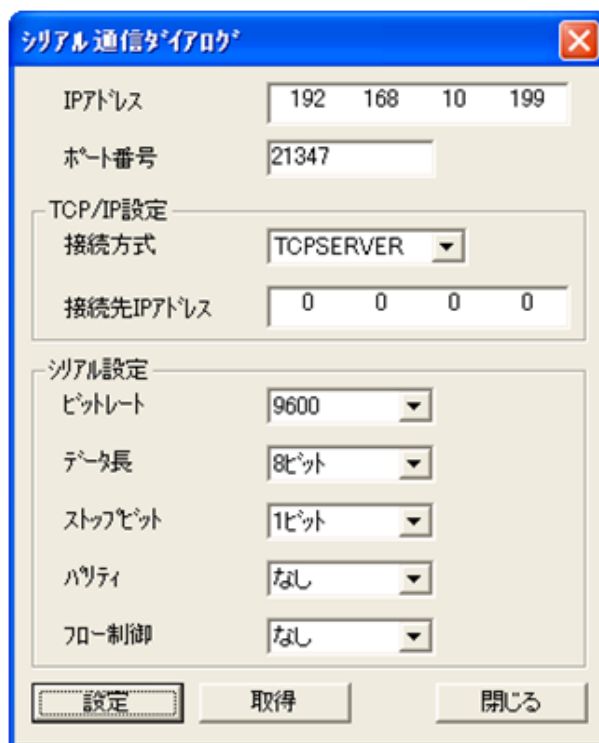 シリアル通信ダイアログ
IPアドレス 192 168 10 199
ポート番号 21347
TCP/IP設定
接続方式 TCPSERVER
接続先IPアドレス 0 0 0 0
シリアル設定
ビットレート 9600
データ長 8ビット
ストップビット 1ビット
パリティ なし
フロー制御 なし
設定 取得 閉じる